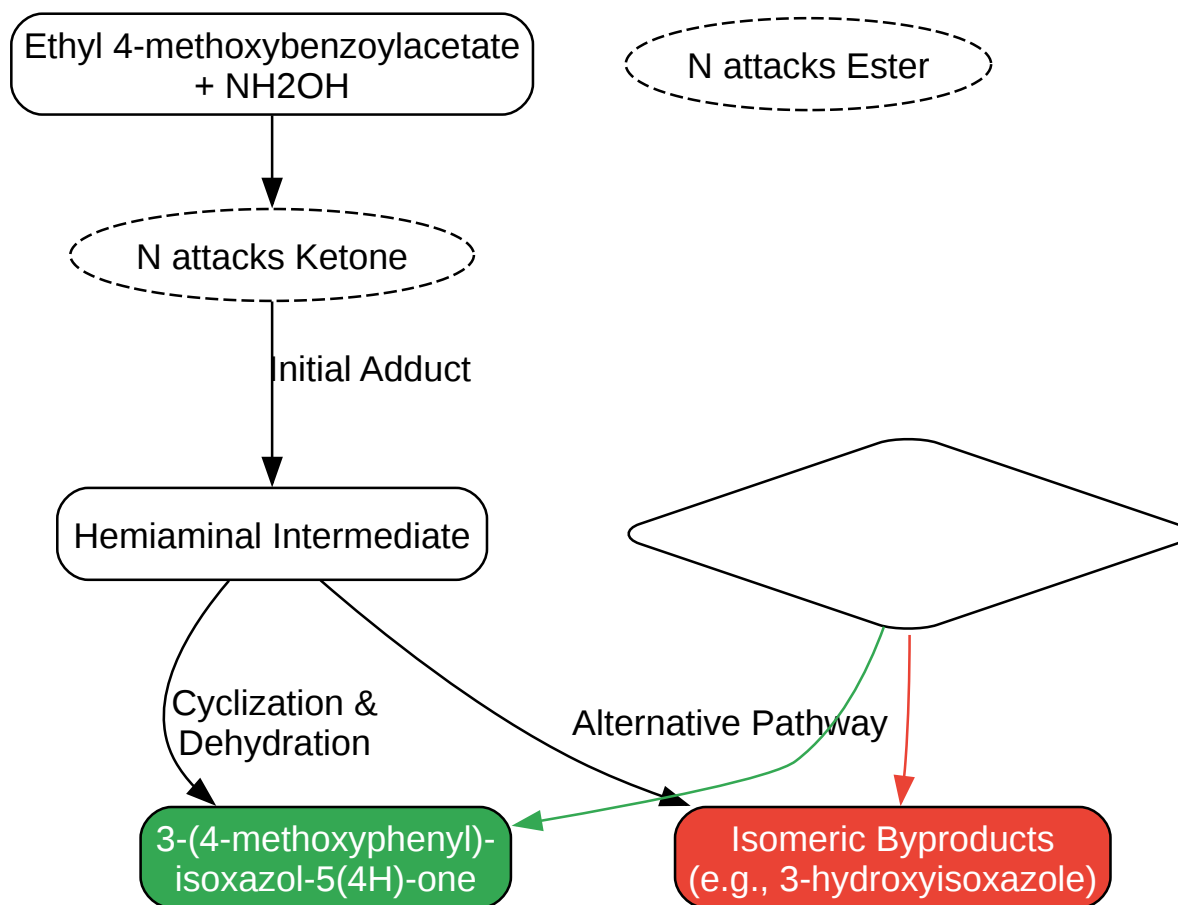 Ethyl 4-methoxybenzoylacetate
+ NH2OH
N attacks Ester
N attacks Ketone
Initial Adduct
Hemiaminal Intermediate
Cyclization &
Dehydration
Alternative Pathway
3-(4-methoxyphenyl)-
isoxazol-5(4H)-one
Isomeric Byproducts
(e.g., 3-hydroxyisoxazole)